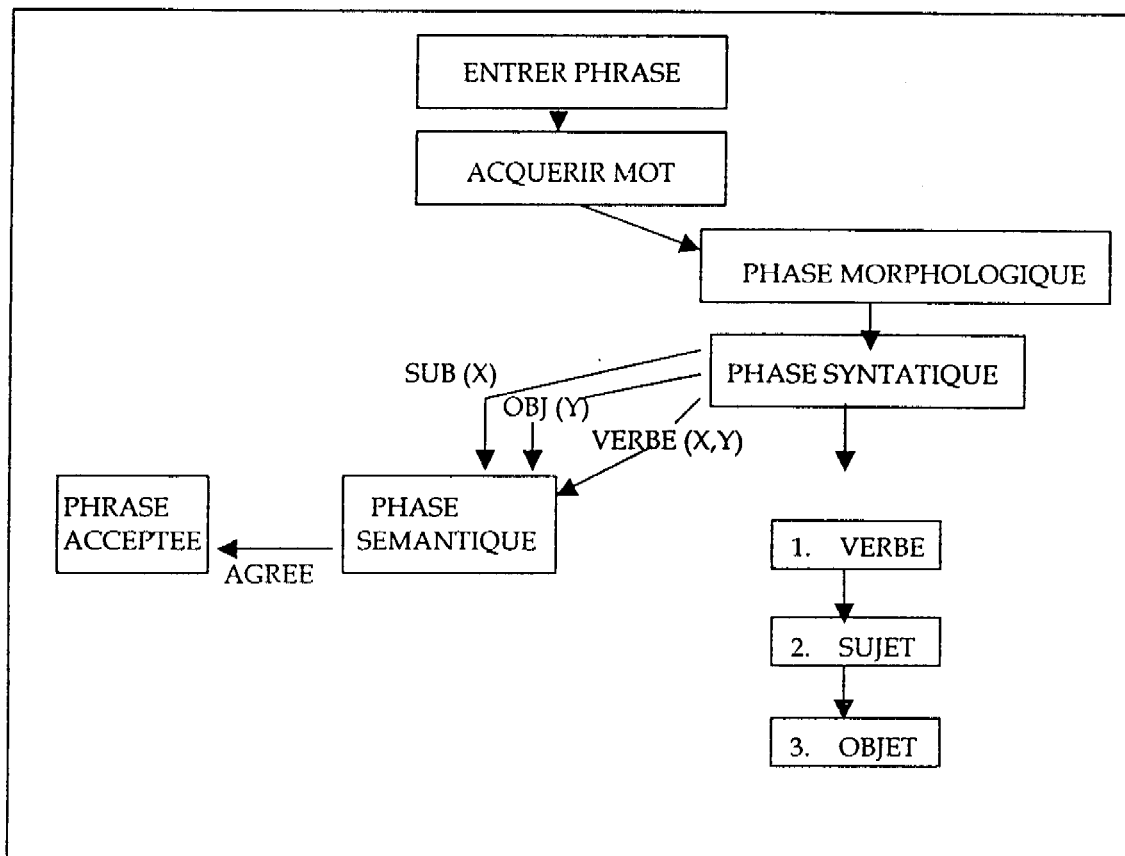 ENTRER PHRASE
ACQUERIR MOT
PHASE MORPHOLOGIQUE
PHASE SYNTATIQUE
SUB (X)
OBJ (Y)
VERBE (X,Y)
PHRASE
ACCEPTEE
PHASE
SEMANTIQUE
AGREE
1. VERBE
2. SUJET
3. OBJET